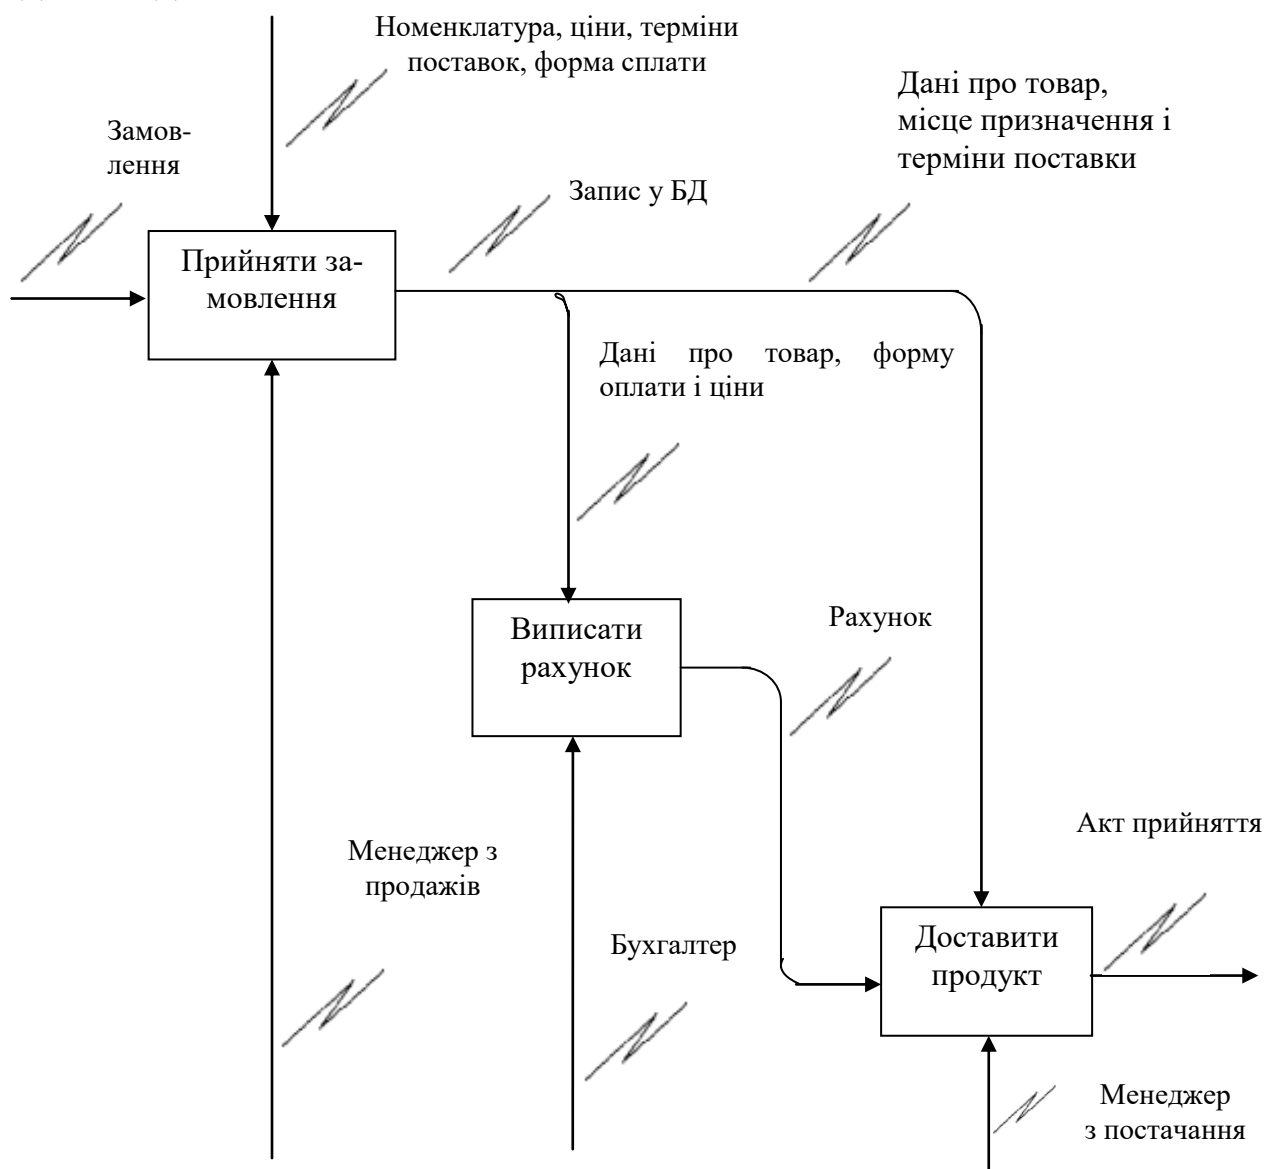 Номенклатура, ціни, терміни
поставок, форма сплати
Дані про товар,
місце призначення і
терміни поставки
Замов-
лення
Запис у БД
Прийняти за-
мовлення
Дані про товар, форму
оплати і ціни
Виписати
рахунок
Рахунок
Акт прийняття
Менеджер з
продажів
Бухгалтер
Доставити
продукт
Менеджер
з постачання